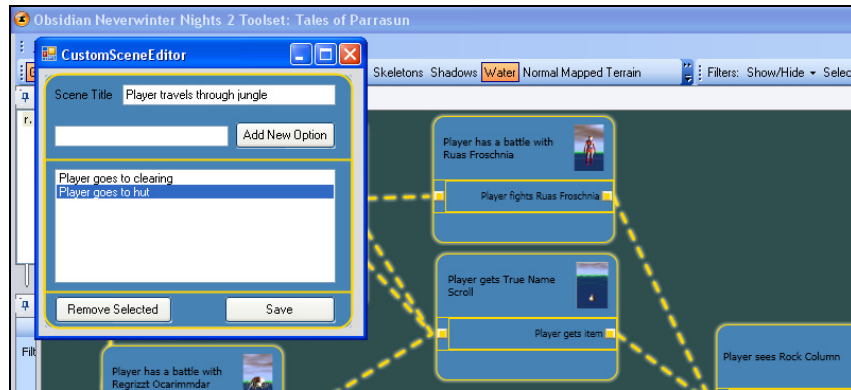 Obsidian Neverwinter Nights 2 Toolset: Tales of Parrasun
CustomSceneEditor
Skeletons Shadows Water Normal Mapped Terrain
Filters: Show/Hide
Scene Title Player travels through jungle
Add New Option
Player goes to clearing
Player goes to hut
Remove Selected
Save
Player has a battle with
Ruas Froschnia
Player fights Ruas Froschnia
Player gets True Name
Scroll
Player gets item
Player has a battle with
Regrizzt Ocarimmdar
Player sees Rock Column